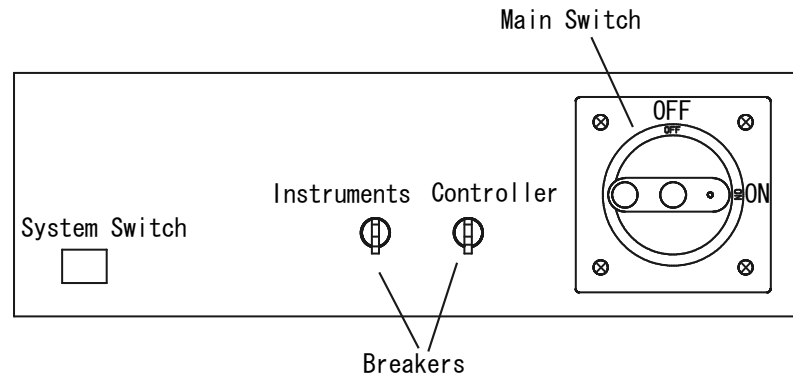 Main Switch
OFF
OFF
Instruments Controller
ON
ON
System Switch
Breakers